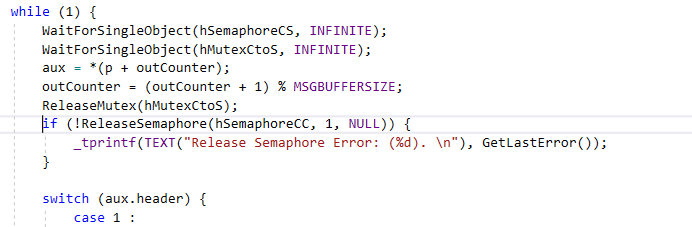 while (1) {
WaitForSingleObject(hSemaphoreCS, INFINITE);
WaitForSingleObject(hMutexCtoS, INFINITE);
aux = *(p + outCounter);
outCounter = (outCounter + 1) % MSGBUFFERSIZE;
ReleaseMutex(hMutexCtoS);
if (!ReleaseSemaphore(hSemaphoreCC, 1, NULL)) {
_tprintf(TEXT("Release Semaphore Error: (%d). \n"), GetLastError());
}
switch (aux.header) {
case 1 :